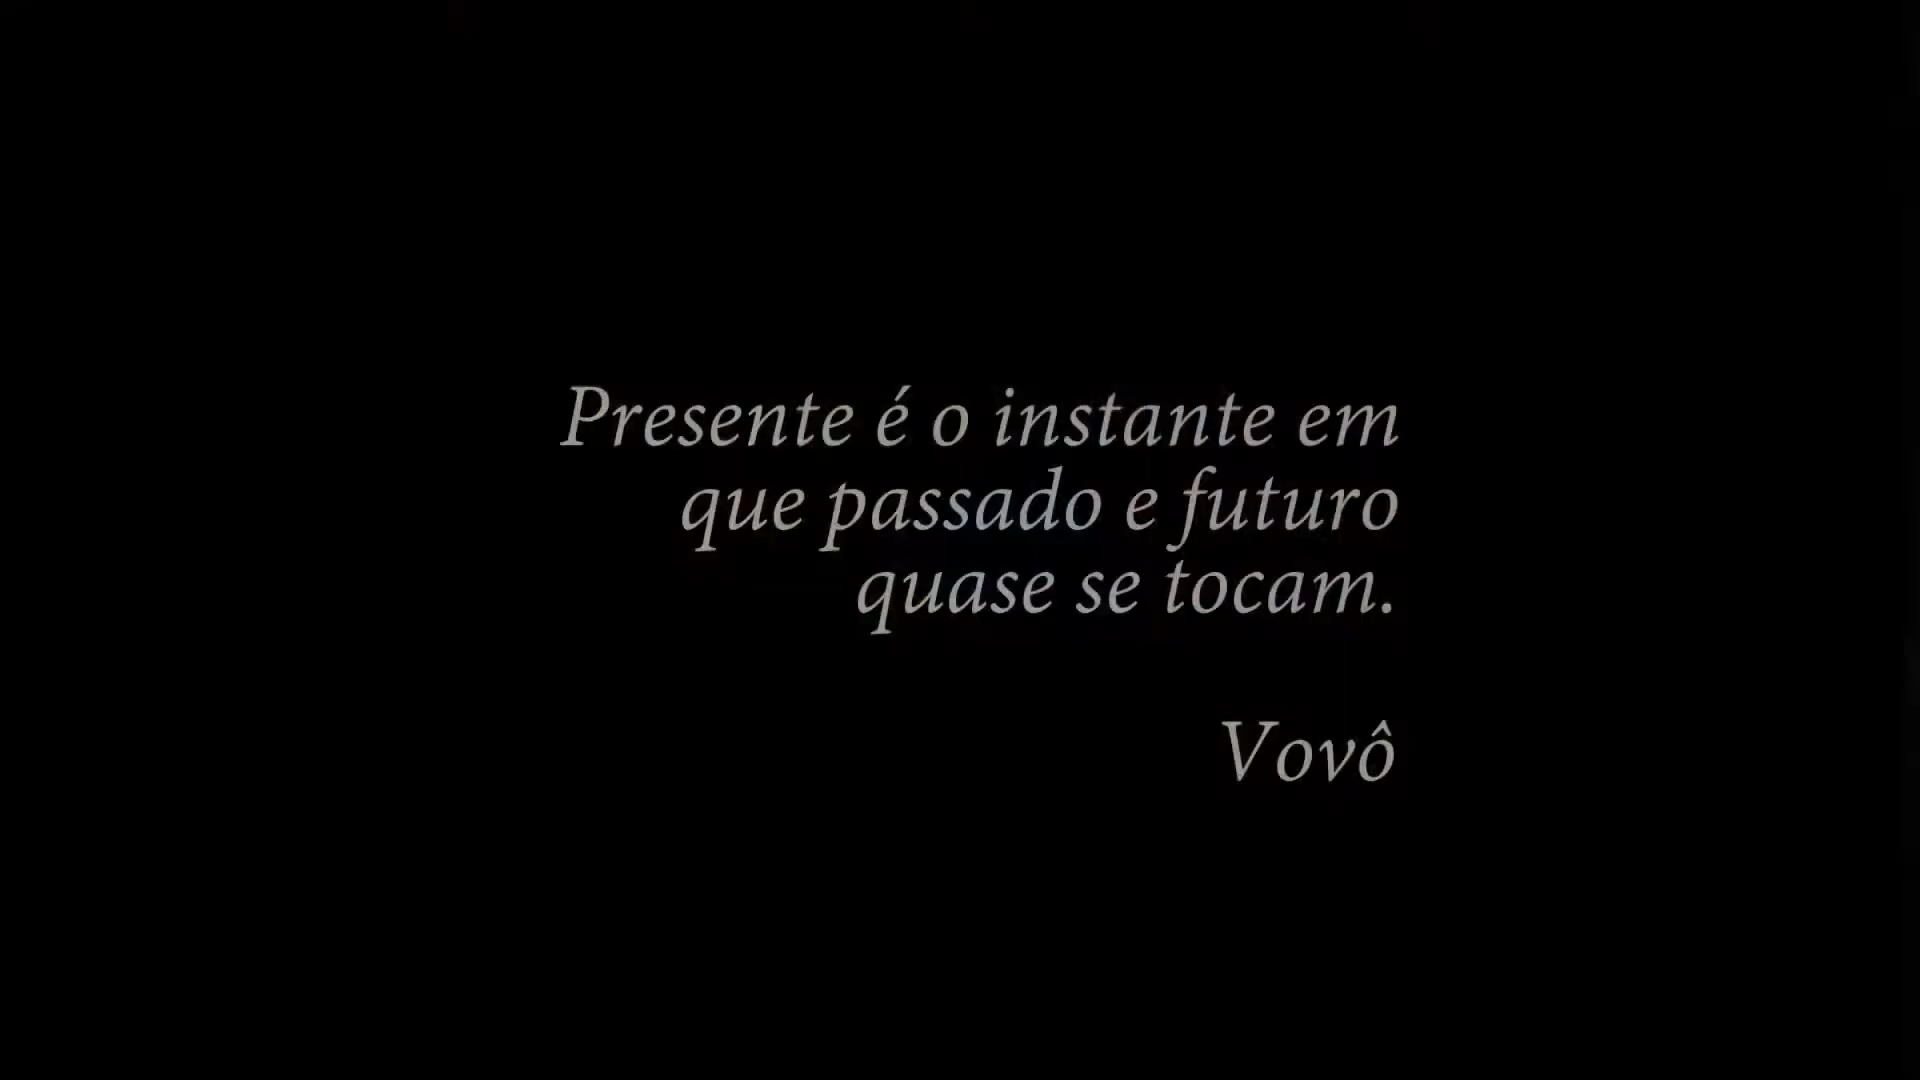 Presente é o instante em
que passado e futuro
quase se tocam.
Vovô